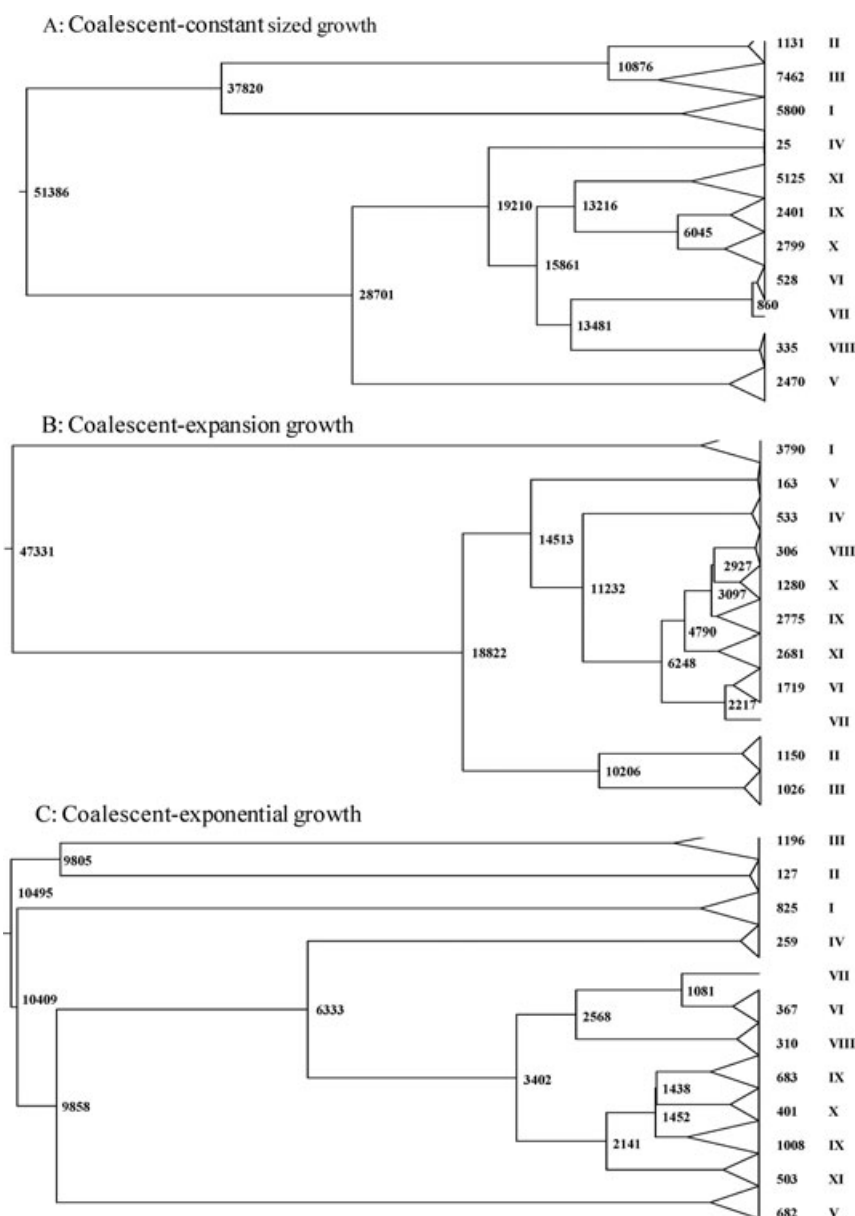 A: Coalescent-constant sized growth
1131 II
10876
7462 III
37820
5800 I
25 IV
51386
5125 XI
19210
13216
2401 IX
6045
2799 X
15861
528 VI
28701
860
VII
13481
335 VIII
2470 V
B: Coalescent-expansion growth
3790 I
163 V
533 IV
14513
47331
306 VIII
2927
1280 X
11232
3097
2775 IX
4790
18822
2681 XI
6248
1719 VI
2217
VII
1150 II
10206
1026 III
C: Coalescent-exponential growth
1196 III
9805
127 II
10495
825 I
259 IV
VII
1081
10409
6333
367 VI
2568
310 VIII
683 IX
3402
1438
9858
401 X
1452
2141
1008 IX
503 XI
682 V